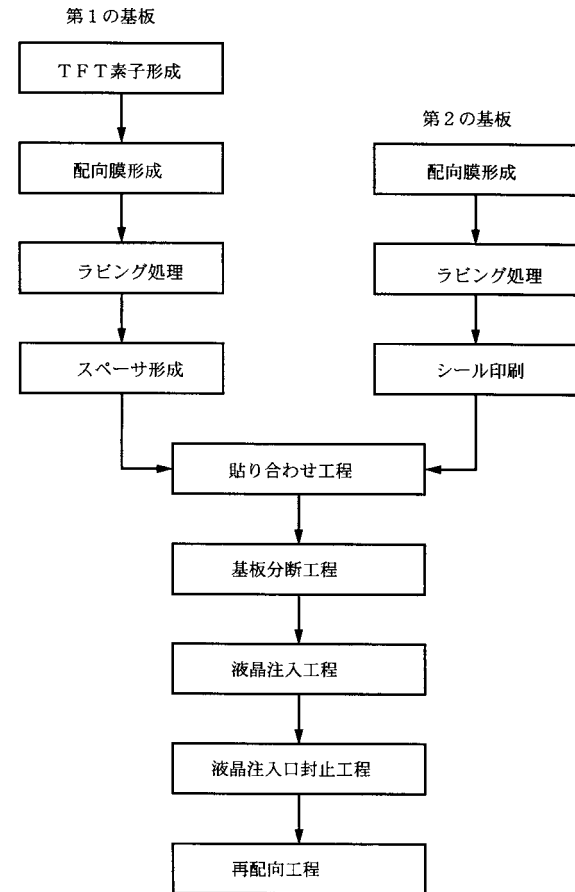 第1の基板
TFT素子形成
配向膜形成
ラビング処理
スペーサ形成
第2の基板
配向膜形成
ラビング処理
シール印刷
貼り合わせ工程
基板分断工程
液晶注入工程
液晶注入口封止工程
再配向工程